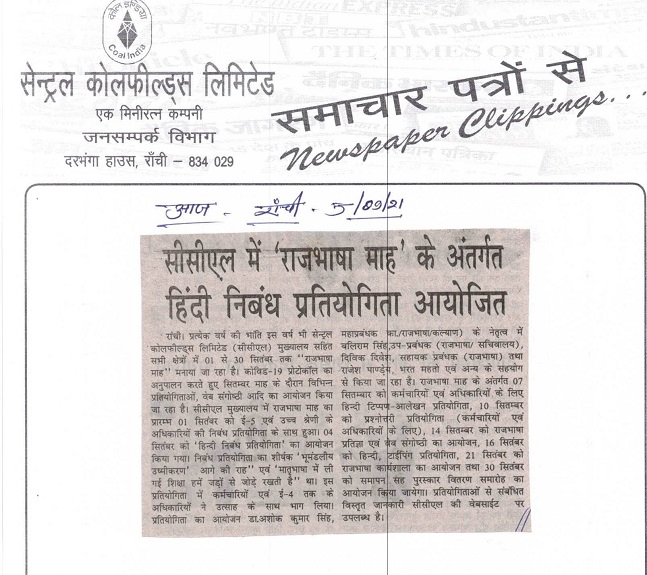 कोल इण्डिया
Coal India
सेन्ट्रल कोलफील्ड्स लिमिटेड
एक मिनीरत्न कम्पनी
जनसम्पर्क विभाग
दरभंगा हाउस, राँची – 834 029
समाचार पत्रों से
Newspaper Clippings...
EXPRESS
THE TIMES OF INDIA
आज - राँची - 5/09/21
सीसीएल में 'राजभाषा माह' के अंतर्गत
हिंदी निबंध प्रतियोगिता आयोजित
रांची। प्रत्येक वर्ष की भांति इस वर्ष भी सेन्ट्रल
कोलफील्ड्स लिमिटेड (सीसीएल) मुख्यालय सहित
सभी क्षेत्रों में 01 से 30 सितंबर तक ''राजभाषा
माह'' मनाया जा रहा है। कोविड-19 प्रोटोकॉल का
अनुपालन करते हुए सितम्बर माह के दौरान विभिन्न
प्रतियोगिताओं, वेब संगोष्ठी आदि का आयोजन किया
जा रहा है। सीसीएल मुख्यालय में राजभाषा माह का
प्रारम्भ 01 सितंबर को ई-5 एवं उच्च श्रेणी के
अधिकारियों की निबंध प्रतियोगिता के साथ हुआ। 04
सितंबर को 'हिन्दी निबंध प्रतियोगिता' का आयोजन
किया गया। निबंध प्रतियोगिता का शीर्षक 'भूमंडलीय
उष्मीकरण' आगे की राह'' एवं 'मातृभाषा में ली
गई शिक्षा हमें जड़ों से जोड़े रखती है'' था। इस
प्रतियोगिता में कर्मचारियों एवं ई-4 तक के
अधिकारियों ने उत्साह के साथ भाग लिया।
प्रतियोगिता का आयोजन डा.अशोक कुमार सिंह,
महाप्रबंधक का./राजभाषा/कल्याण) के नेतृत्व में
बलिराम सिंह,उप-प्रबंधक (राजभाषा/ सचिवालय),
दिविक दिवेश, सहायक प्रबंधक (राजभाषा) तथा
राजेश पाण्डेय, भरत महतो एवं अन्य के सहयोग
से किया जा रहा है। राजभाषा माह के अंतर्गत 07
सितम्बर को कर्मचारियों एवं अधिकारियों के लिए
हिन्दी टिप्पण-आलेखन प्रतियोगिता, 10 सितम्बर
को प्रश्नोत्तरी प्रतियोगिता (कर्मचारियों एवं
अधिकारियों के लिए), 14 सितम्बर को राजभाषा
प्रतिज्ञा एवं वेब संगोष्ठी का आयोजन, 16 सितंबर
को हिन्दी, टाईपिंग प्रतियोगिता, 21 सितंबर को
राजभाषा कार्यशाला का आयोजन तथा 30 सितंबर
को समापन सह पुरस्कार वितरण समारोह का
आयोजन किया जायेगा। प्रतियोगिताओं से संबंधित
विस्तृत जानकारी सीसीएल की वेबसाईट पर
उपलब्ध है।